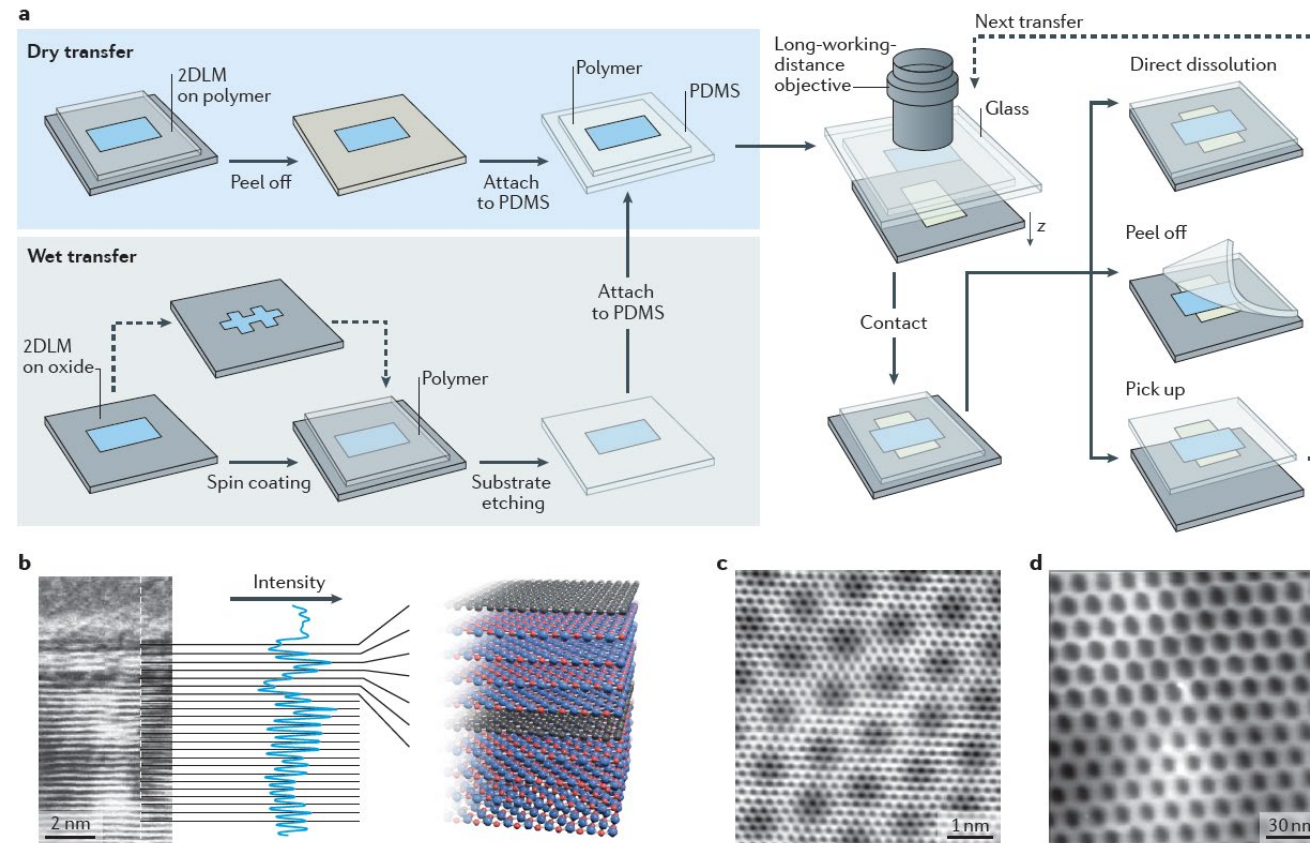 a
Dry transfer
2DLM
on polymer
Peel off
Attach
to PDMS
Polymer
PDMS
Wet transfer
2DLM
on oxide
Spin coating
Polymer
Substrate
etching
Attach
to PDMS
Long-working-
distance
objective
Next transfer
Glass
z
Contact
Direct dissolution
Peel off
Pick up
b
Intensity
2 nm
c
1 nm
d
30 nm